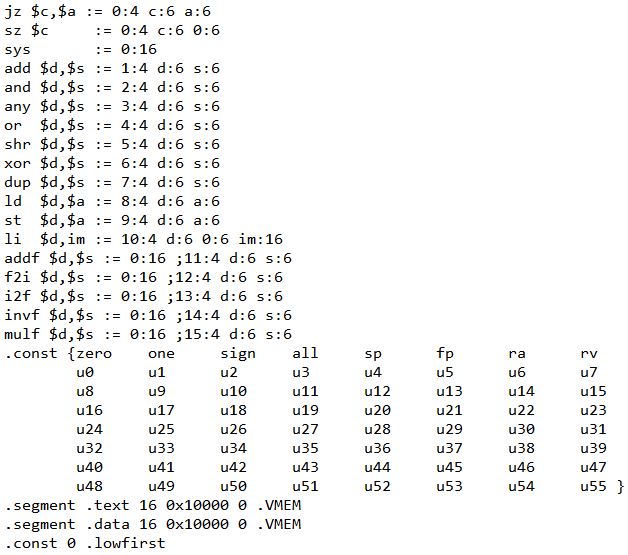 jz $c,$a := 0:4 c:6 a:6
sz $c     := 0:4 c:6 0:6
sys       := 0:16
add $d,$s := 1:4 d:6 s:6
and $d,$s := 2:4 d:6 s:6
any $d,$s := 3:4 d:6 s:6
or  $d,$s := 4:4 d:6 s:6
shr $d,$s := 5:4 d:6 s:6
xor $d,$s := 6:4 d:6 s:6
dup $d,$s := 7:4 d:6 s:6
ld  $d,$a := 8:4 d:6 a:6
st  $d,$a := 9:4 d:6 a:6
li  $d,im := 10:4 d:6 0:6 im:16
addf $d,$s := 0:16 ;11:4 d:6 s:6
f2i $d,$s := 0:16 ;12:4 d:6 s:6
i2f $d,$s := 0:16 ;13:4 d:6 s:6
invf $d,$s := 0:16 ;14:4 d:6 s:6
mulf $d,$s := 0:16 ;15:4 d:6 s:6
.const {zero    one     sign    all     sp      fp      ra      rv
        u0      u1      u2      u3      u4      u5      u6      u7
        u8      u9      u10     u11     u12     u13     u14     u15
        u16     u17     u18     u19     u20     u21     u22     u23
        u24     u25     u26     u27     u28     u29     u30     u31
        u32     u33     u34     u35     u36     u37     u38     u39
        u40     u41     u42     u43     u44     u45     u46     u47
        u48     u49     u50     u51     u52     u53     u54     u55 }
.segment .text 16 0x10000 0 .VMEM
.segment .data 16 0x10000 0 .VMEM
.const 0 .lowfirst